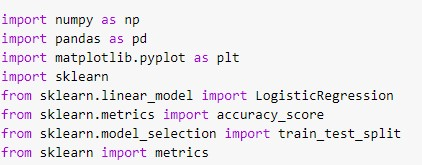 import numpy as np
import pandas as pd
import matplotlib.pyplot as plt
import sklearn
from sklearn.linear_model import LogisticRegression
from sklearn.metrics import accuracy_score
from sklearn.model_selection import train_test_split
from sklearn import metrics